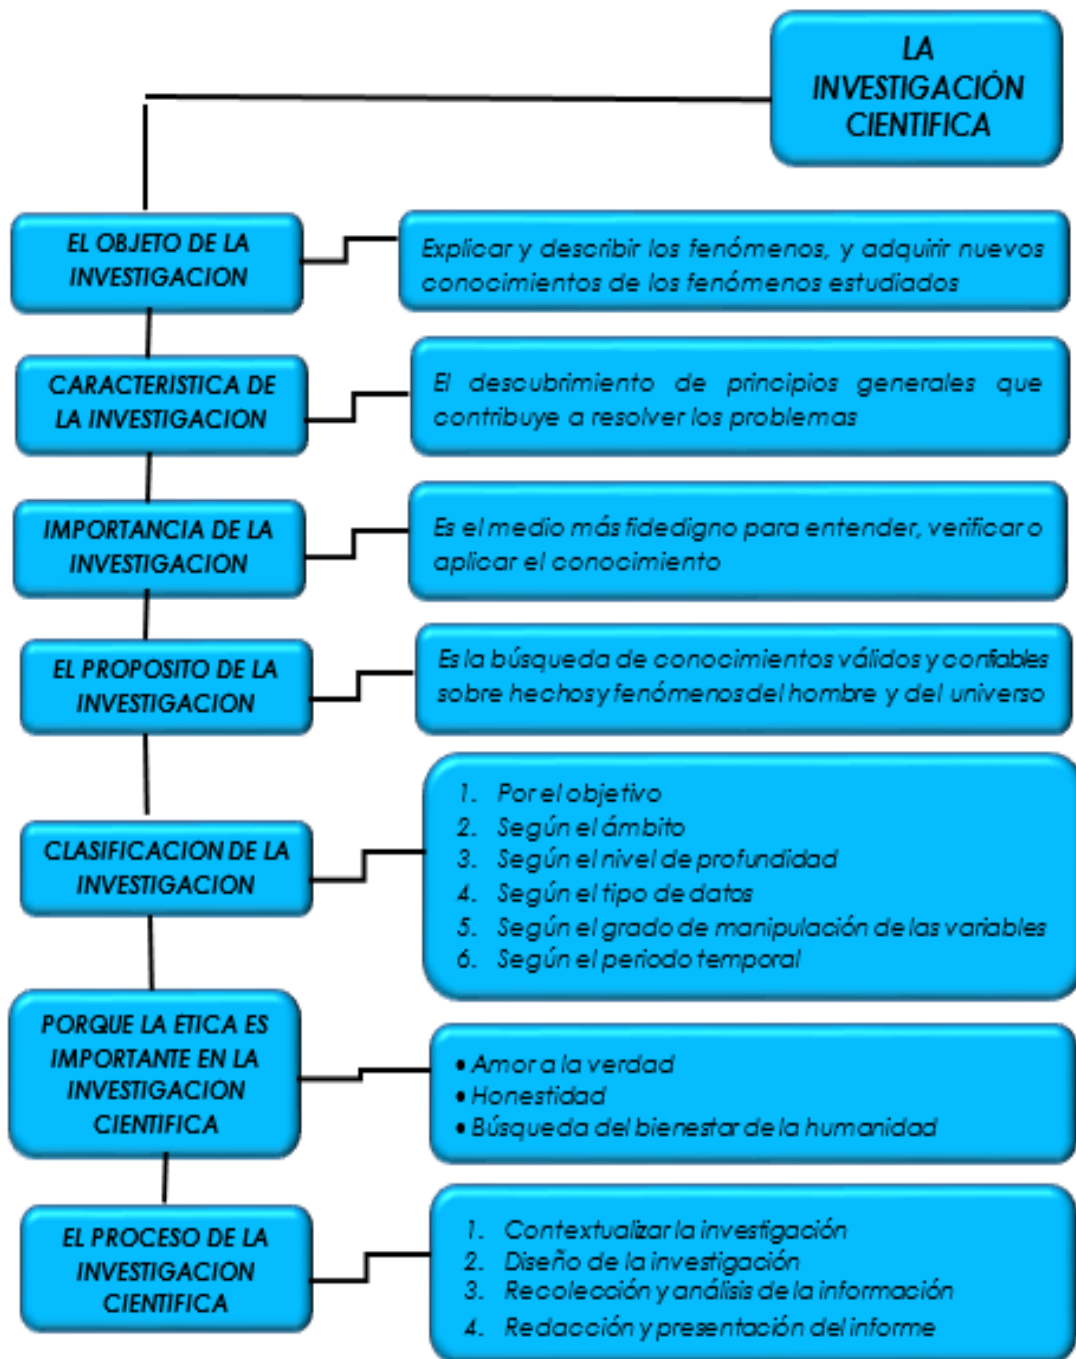 LA
INVESTIGACIÓN
CIENTÍFICA
EL OBJETO DE LA
INVESTIGACION
Explicar y describir los fenómenos, y adquirir nuevos
conocimientos de los fenómenos estudiados
CARACTERÍSTICA DE
LA INVESTIGACION
El descubrimiento de principios generales que
contribuye a resolver los problemas
IMPORTANCIA DE LA
INVESTIGACION
Es el medio más fidedigno para entender, verificar o
aplicar el conocimiento
EL PROPOSITO DE LA
INVESTIGACION
Es la búsqueda de conocimientos válidos y confiables
sobre hechos y fenómenos del hombre y del universo
CLASIFICACION DE LA
INVESTIGACION
1. Por el objetivo
2. Según el ámbito
3. Según el nivel de profundidad
4. Según el tipo de datos
5. Según el grado de manipulación de las variables
6. Según el periodo temporal
PORQUE LA ETICA ES
IMPORTANTE EN LA
INVESTIGACION
CIENTIFICA
• Amor a la verdad
• Honestidad
• Búsqueda del bienestar de la humanidad
EL PROCESO DE LA
INVESTIGACION
CIENTIFICA
1. Contextualizar la investigación
2. Diseño de la investigación
3. Recolección y análisis de la información
4. Redacción y presentación del informe